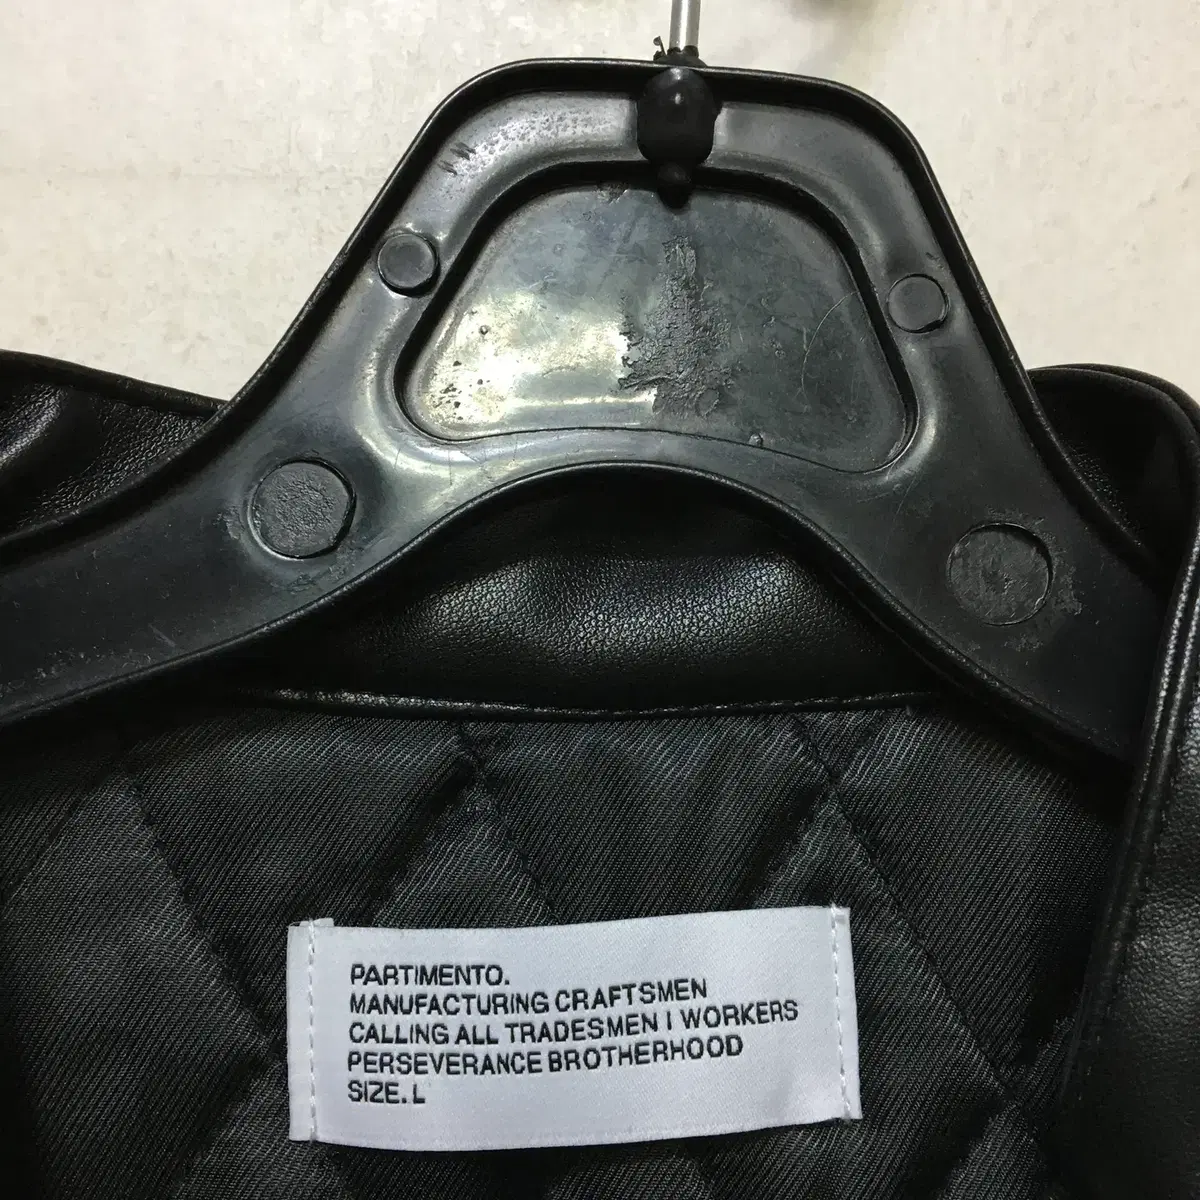 PARTIMENTO.
MANUFACTURING CRAFTSMEN
CALLING ALL TRADESMEN I WORKERS
PERSEVERANCE BROTHERHOOD
SIZE. L